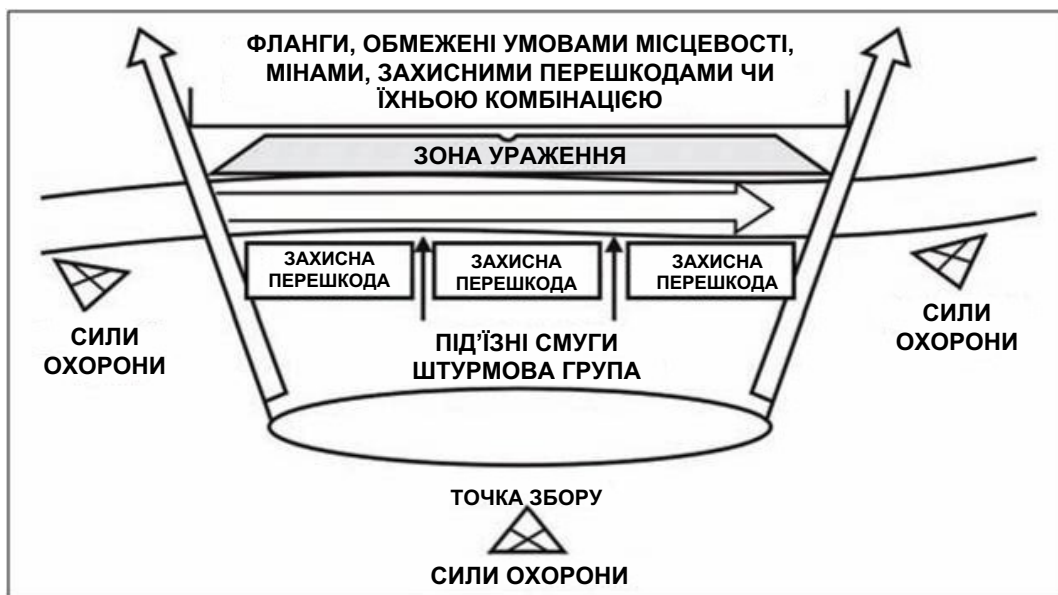 ФЛАНГИ, ОБМЕЖЕНІ УМОВАМИ МІСЦЕВОСТІ,
МІНАМИ, ЗАХИСНИМИ ПЕРЕШКОДАМИ ЧИ
ЇХНЬОЮ КОМБІНАЦІЄЮ
ЗОНА УРАЖЕННЯ
ЗАХИСНА
ПЕРЕШКОДА
ЗАХИСНА
ПЕРЕШКОДА
ЗАХИСНА
ПЕРЕШКОДА
СИЛИ
ОХОРОНИ
ПІД’ЇЗНІ СМУГИ
ШТУРМОВА ГРУПА
СИЛИ
ОХОРОНИ
ТОЧКА ЗБОРУ
СИЛИ ОХОРОНИ